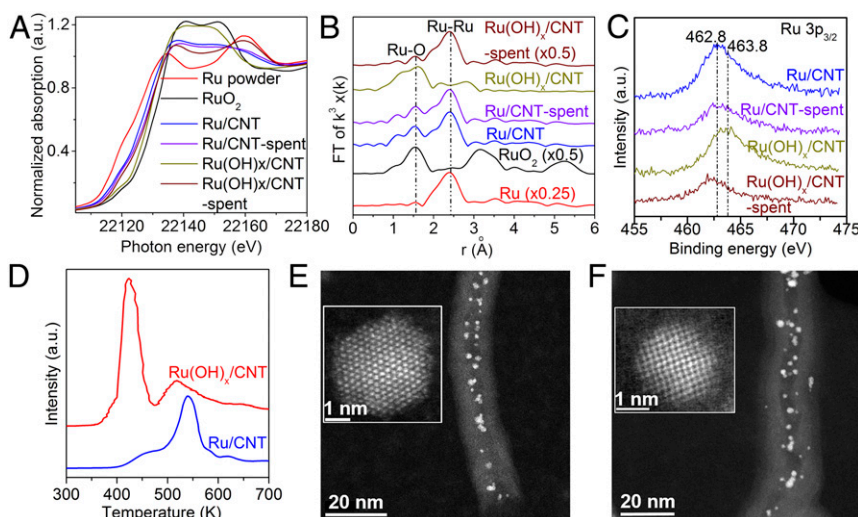 A
Normalized absorption (a.u.)
1.2
0.8
0.4
Ru powder
RuO2
Ru/CNT
Ru/CNT-spent
Ru(OH)x/CNT
Ru(OH)x/CNT
-spent
22120 22140 22160 22180
Photon energy (eV)
B
FT of k³ x(k)
Ru-Ru
Ru-O
Ru(OH)x/CNT
-spent (x0.5)
Ru(OH)x/CNT
Ru/CNT-spent
Ru/CNT
RuO2 (x0.5)
Ru (x0.25)
0 1 2 3 4 5 6
r (Å)
C
Intensity (a.u.)
Ru 3p3/2
462.8
463.8
Ru/CNT
Ru/CNT-spent
Ru(OH)x/CNT
Ru(OH)x/CNT
-spent
455 460 465 470 475
Binding energy (eV)
D
Intensity (a.u.)
Ru(OH)x/CNT
Ru/CNT
300 400 500 600 700
Temperature (K)
E
1 nm
20 nm
F
1 nm
20 nm